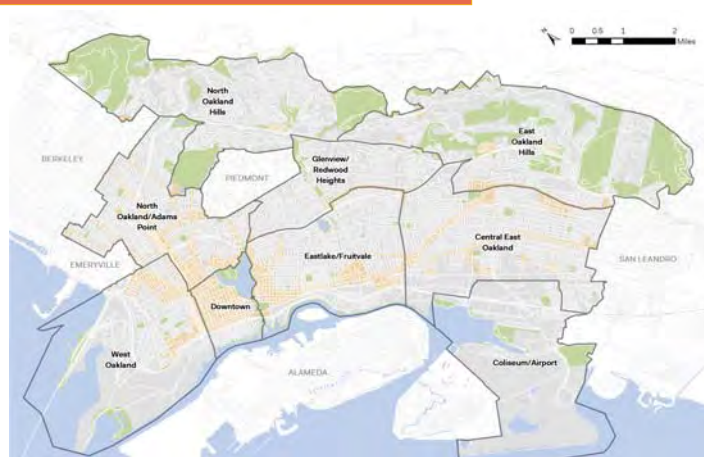 0 0.5 1 2
Miles
North
Oakland
Hills
East
Oakland
Hills
BERKELEY
PIEDMONT
Glenview/
Redwood
Heights
North
Oakland/Adams
Point
Central East
Oakland
EMERYVILLE
Eastlake/Fruitvale
SAN LEANDRO
Downtown
West
Oakland
ALAMEDA
Coliseum/Airport